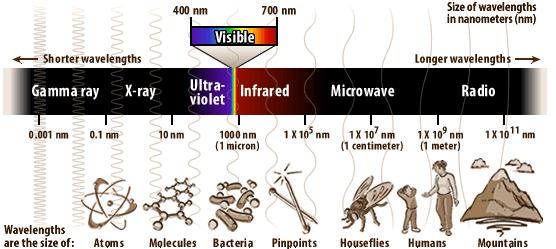 400 nm
700 nm
Size of wavelengths
in nanometers (nm)
Visible
Shorter wavelengths
Longer wavelengths
Gamma ray
X-ray
Ultra-
violet
Infrared
Microwave
Radio
0.001 nm
0.1 nm
10 nm
1000 nm
(1 micron)
1 X 10⁵ nm
1 X 10⁷ nm
(1 centimeter)
1 X 10⁹ nm
(1 meter)
1 X 10¹¹ nm
Wavelengths
are the size of:
Atoms
Molecules
Bacteria
Pinpoints
Houseflies
Humans
Mountains